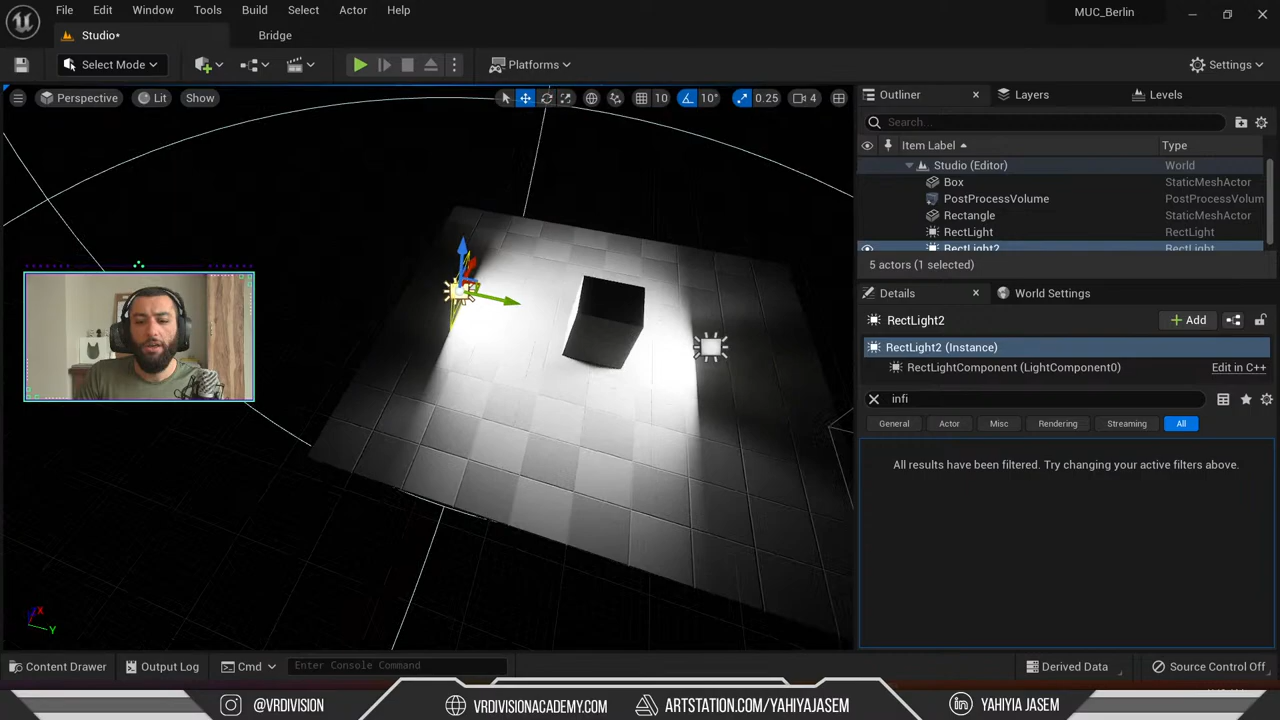 File Edit Window Tools Build Select Actor Help
MUC_Berlin
Studio*
Bridge
Select Mode
Platforms
Settings
Perspective
Lit
Show
10
10°
0.25
4
Outliner
Layers
Levels
Search...
Item Label
Type
Studio (Editor)
World
Box
StaticMeshActor
PostProcessVolume
PostProcessVolum
Rectangle
StaticMeshActor
RectLight
RectLight
RectLight2
RectLight
5 actors (1 selected)
Details
World Settings
RectLight2
Add
RectLight2 (Instance)
RectLightComponent (LightComponent0)
Edit in C++
infi
General
Actor
Misc
Rendering
Streaming
All
All results have been filtered. Try changing your active filters above.
X
Y
Content Drawer
Output Log
Cmd
Enter Console Command
Derived Data
Source Control Off
@VRDIVISION
VRDIVISIONACADEMY.COM
ARTSTATION.COM/YAHIYAJASEM
YAHIYIA JASEM